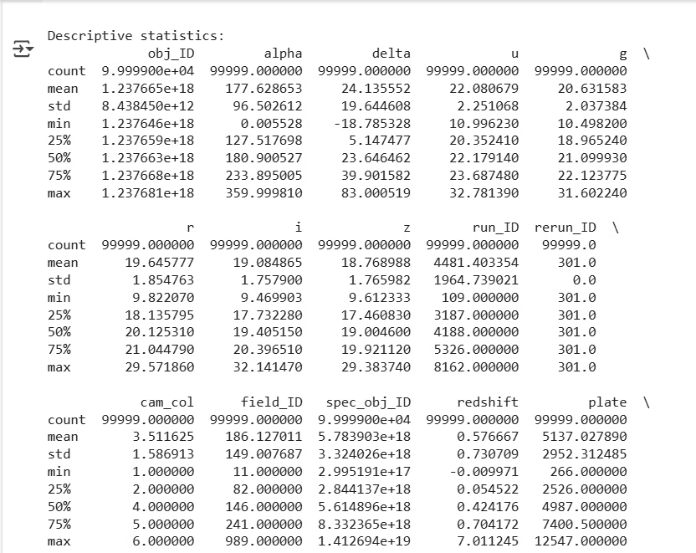 Descriptive statistics:
             obj_ID         alpha         delta             u             g  \
count  9.999900e+04  99999.000000  99999.000000  99999.000000  99999.000000
mean   1.237665e+18    177.628653     24.135552     22.080679     20.631583
std    8.438450e+12     96.502612     19.644608      2.251068      2.037384
min    1.237646e+18      0.005528    -18.785328     10.996230     10.498200
25%    1.237659e+18    127.517698      5.147477     20.352410     18.965240
50%    1.237663e+18    180.900527     23.646462     22.179140     21.099930
75%    1.237668e+18    233.895005     39.901582     23.687480     22.123775
max    1.237681e+18    359.999810     83.000519     32.781390     31.602240
                  r             i             z        run_ID  rerun_ID  \
count  99999.000000  99999.000000  99999.000000  99999.000000   99999.0
mean      19.645777     19.084865     18.768988   4481.403354     301.0
std        1.854763      1.757900      1.765982   1964.739021       0.0
min        9.822070      9.469903      9.612333    109.000000     301.0
25%       18.135795     17.732280     17.460830   3187.000000     301.0
50%       20.125310     19.405150     19.004600   4188.000000     301.0
75%       21.044790     20.396510     19.921120   5326.000000     301.0
max       29.571860     32.141470     29.383740   8162.000000     301.0
            cam_col      field_ID   spec_obj_ID      redshift         plate  \
count  99999.000000  99999.000000  9.999900e+04  99999.000000  99999.000000
mean       3.511625    186.127011  5.783903e+18      0.576667   5137.027890
std        1.586913    149.007687  3.324026e+18      0.730709   2952.312485
min        1.000000     11.000000  2.995191e+17     -0.009971    266.000000
25%        2.000000     82.000000  2.844137e+18      0.054522   2526.000000
50%        4.000000    146.000000  5.614896e+18      0.424176   4987.000000
75%        5.000000    241.000000  8.332365e+18      0.704172   7400.500000
max        6.000000    989.000000  1.412694e+19      7.011245  12547.000000